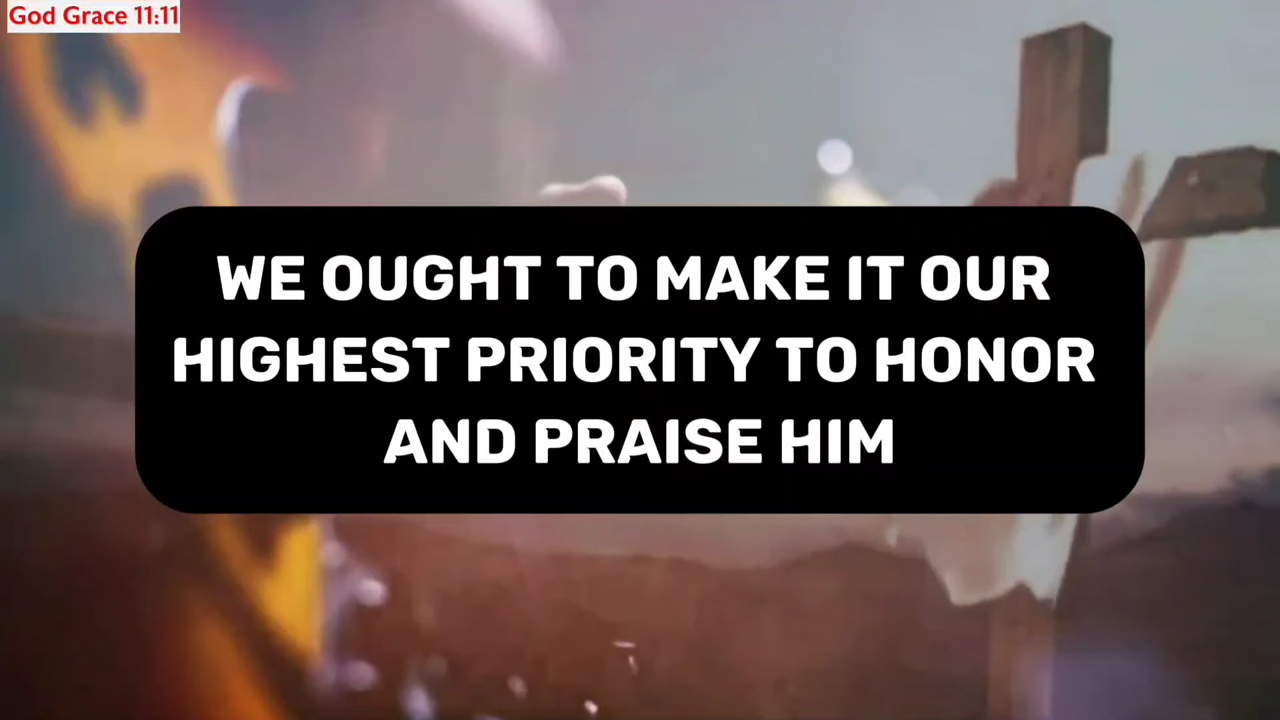 God Grace 11:11
WE OUGHT TO MAKE IT OUR
HIGHEST PRIORITY TO HONOR
AND PRAISE HIM